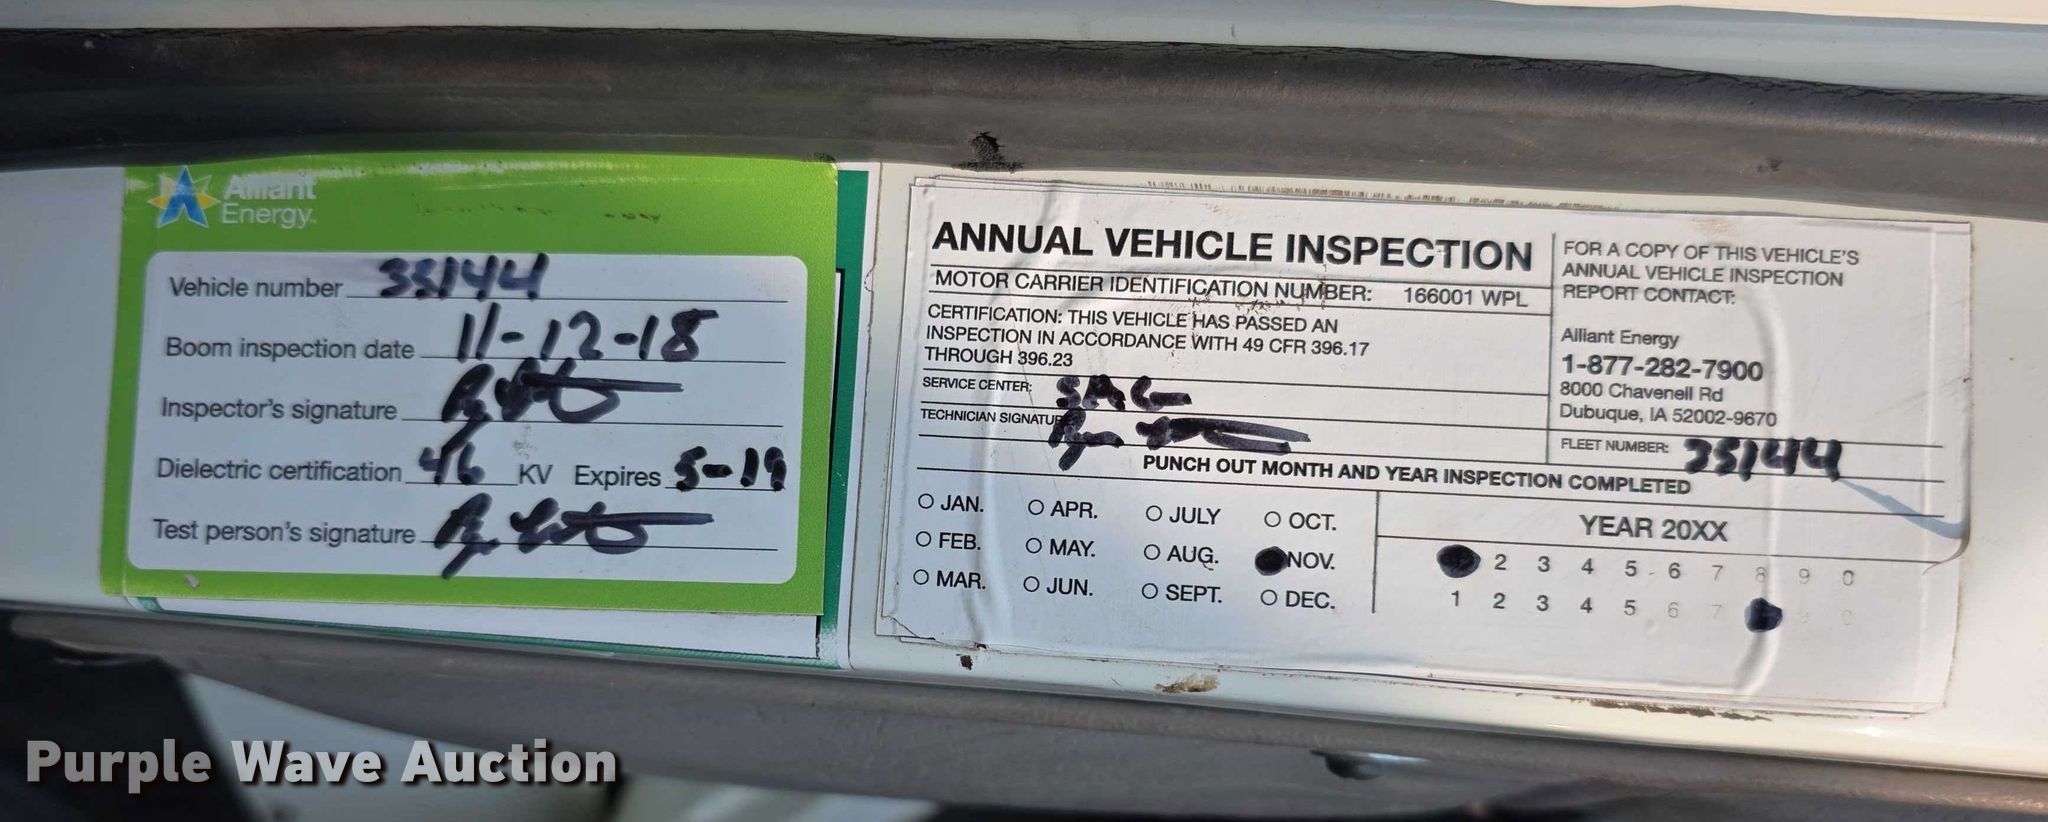 Alliant
Energy
Vehicle number 35144
Boom inspection date 11-12-18
Inspector's signature
Dielectric certification 46 KV Expires 5-19
Test person's signature
ANNUAL VEHICLE INSPECTION
MOTOR CARRIER IDENTIFICATION NUMBER: 166001 WPL
CERTIFICATION: THIS VEHICLE HAS PASSED AN
INSPECTION IN ACCORDANCE WITH 49 CFR 396.17
THROUGH 396.23
SERVICE CENTER: SAG
TECHNICIAN SIGNATURE
FOR A COPY OF THIS VEHICLE'S
ANNUAL VEHICLE INSPECTION
REPORT CONTACT:
Alliant Energy
1-877-282-7900
8000 Chavenell Rd
Dubuque, IA 52002-9670
FLEET NUMBER: 35144
PUNCH OUT MONTH AND YEAR INSPECTION COMPLETED
JAN. APR. JULY OCT.
FEB. MAY. AUG. NOV.
MAR. JUN. SEPT. DEC.
YEAR 20XX
2 3 4 5 6 7 8 9 0
1 2 3 4 5 6 7 9 0
Purple Wave Auction